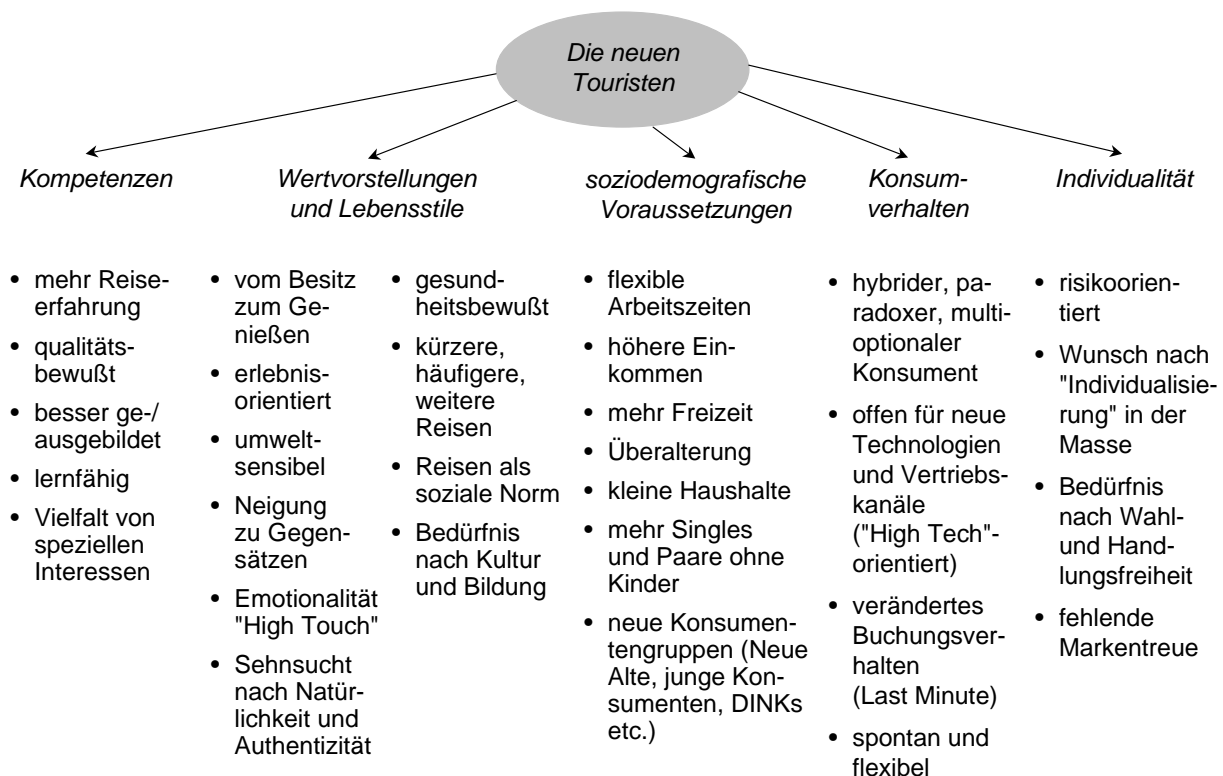 Die neuen
Touristen
Kompetenzen
Wertvorstellungen
und Lebensstile
soziodemografische
Voraussetzungen
Konsum-
verhalten
Individualität
• mehr Reise-
erfahrung
• qualitäts-
bewußt
• besser ge-/
ausgebildet
• lernfähig
• Vielfalt von
speziellen
Interessen
• vom Besitz
zum Ge-
nießen
• erlebnis-
orientiert
• umwelt-
sensibel
• Neigung
zu Gegen-
sätzen
• Emotionalität
"High Touch"
• Sehnsucht
nach Natür-
lichkeit und
Authentizität
• gesund-
heitsbewußt
• kürzere,
häufigere,
weitere
Reisen
• Reisen als
soziale Norm
• Bedürfnis
nach Kultur
und Bildung
• flexible
Arbeitszeiten
• höhere Ein-
kommen
• mehr Freizeit
• Überalterung
• kleine Haushalte
• mehr Singles
und Paare ohne
Kinder
• neue Konsumen-
tengruppen (Neue
Alte, junge Kon-
sumenten, DINKs
etc.)
• hybrider, pa-
radoxer, multi-
optionaler
Konsument
• offen für neue
Technologien
und Vertriebs-
kanäle
("High Tech"-
orientiert)
• verändertes
Buchungsver-
halten
(Last Minute)
• spontan und
flexibel
• risikoorien-
tiert
• Wunsch nach
"Individualisie-
rung" in der
Masse
• Bedürfnis
nach Wahl-
und Hand-
lungsfreiheit
• fehlende
Markentreue